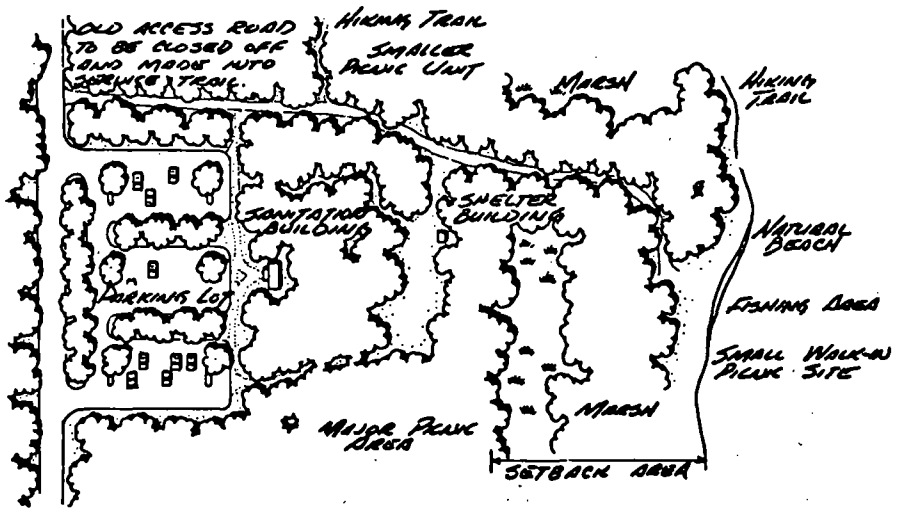 OLD ACCESS ROAD
TO BE CLOSED OFF
AND MADE INTO
SERVICE TRAIL.
HIKING TRAIL
SMALLER
PICNIC UNIT
MARSH
HIKING
TRAIL
SANITATION
BUILDING
SHELTER
BUILDING
NATURAL
BEACH
PARKING LOT
FISHING AREA
SMALL WALK-IN
PICNIC SITE
MARSH
MAJOR PICNIC
AREA
SETBACK AREA